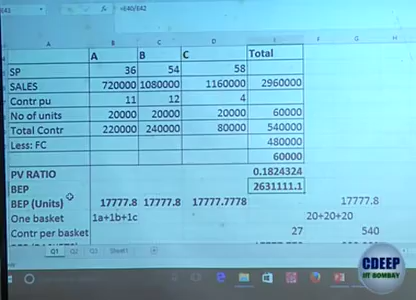 E42 =E40/E42
A B C D E F G
A B C Total
SP 36 54 58
SALES 720000 1080000 1160000 2960000
Contr pu 11 12 4
No of units 20000 20000 20000 60000
Total Contr 220000 240000 80000 540000
Less: FC 480000
60000
PV RATIO 0.1824324
BEP 2631111.1
BEP (Units) 17777.8 17777.8 17777.7778 17777.8
One basket 1a+1b+1c 20+20+20
Contr per basket 27 540
Q1 Q2 Q3 Sheet1
CDEEP
IIT BOMBAY